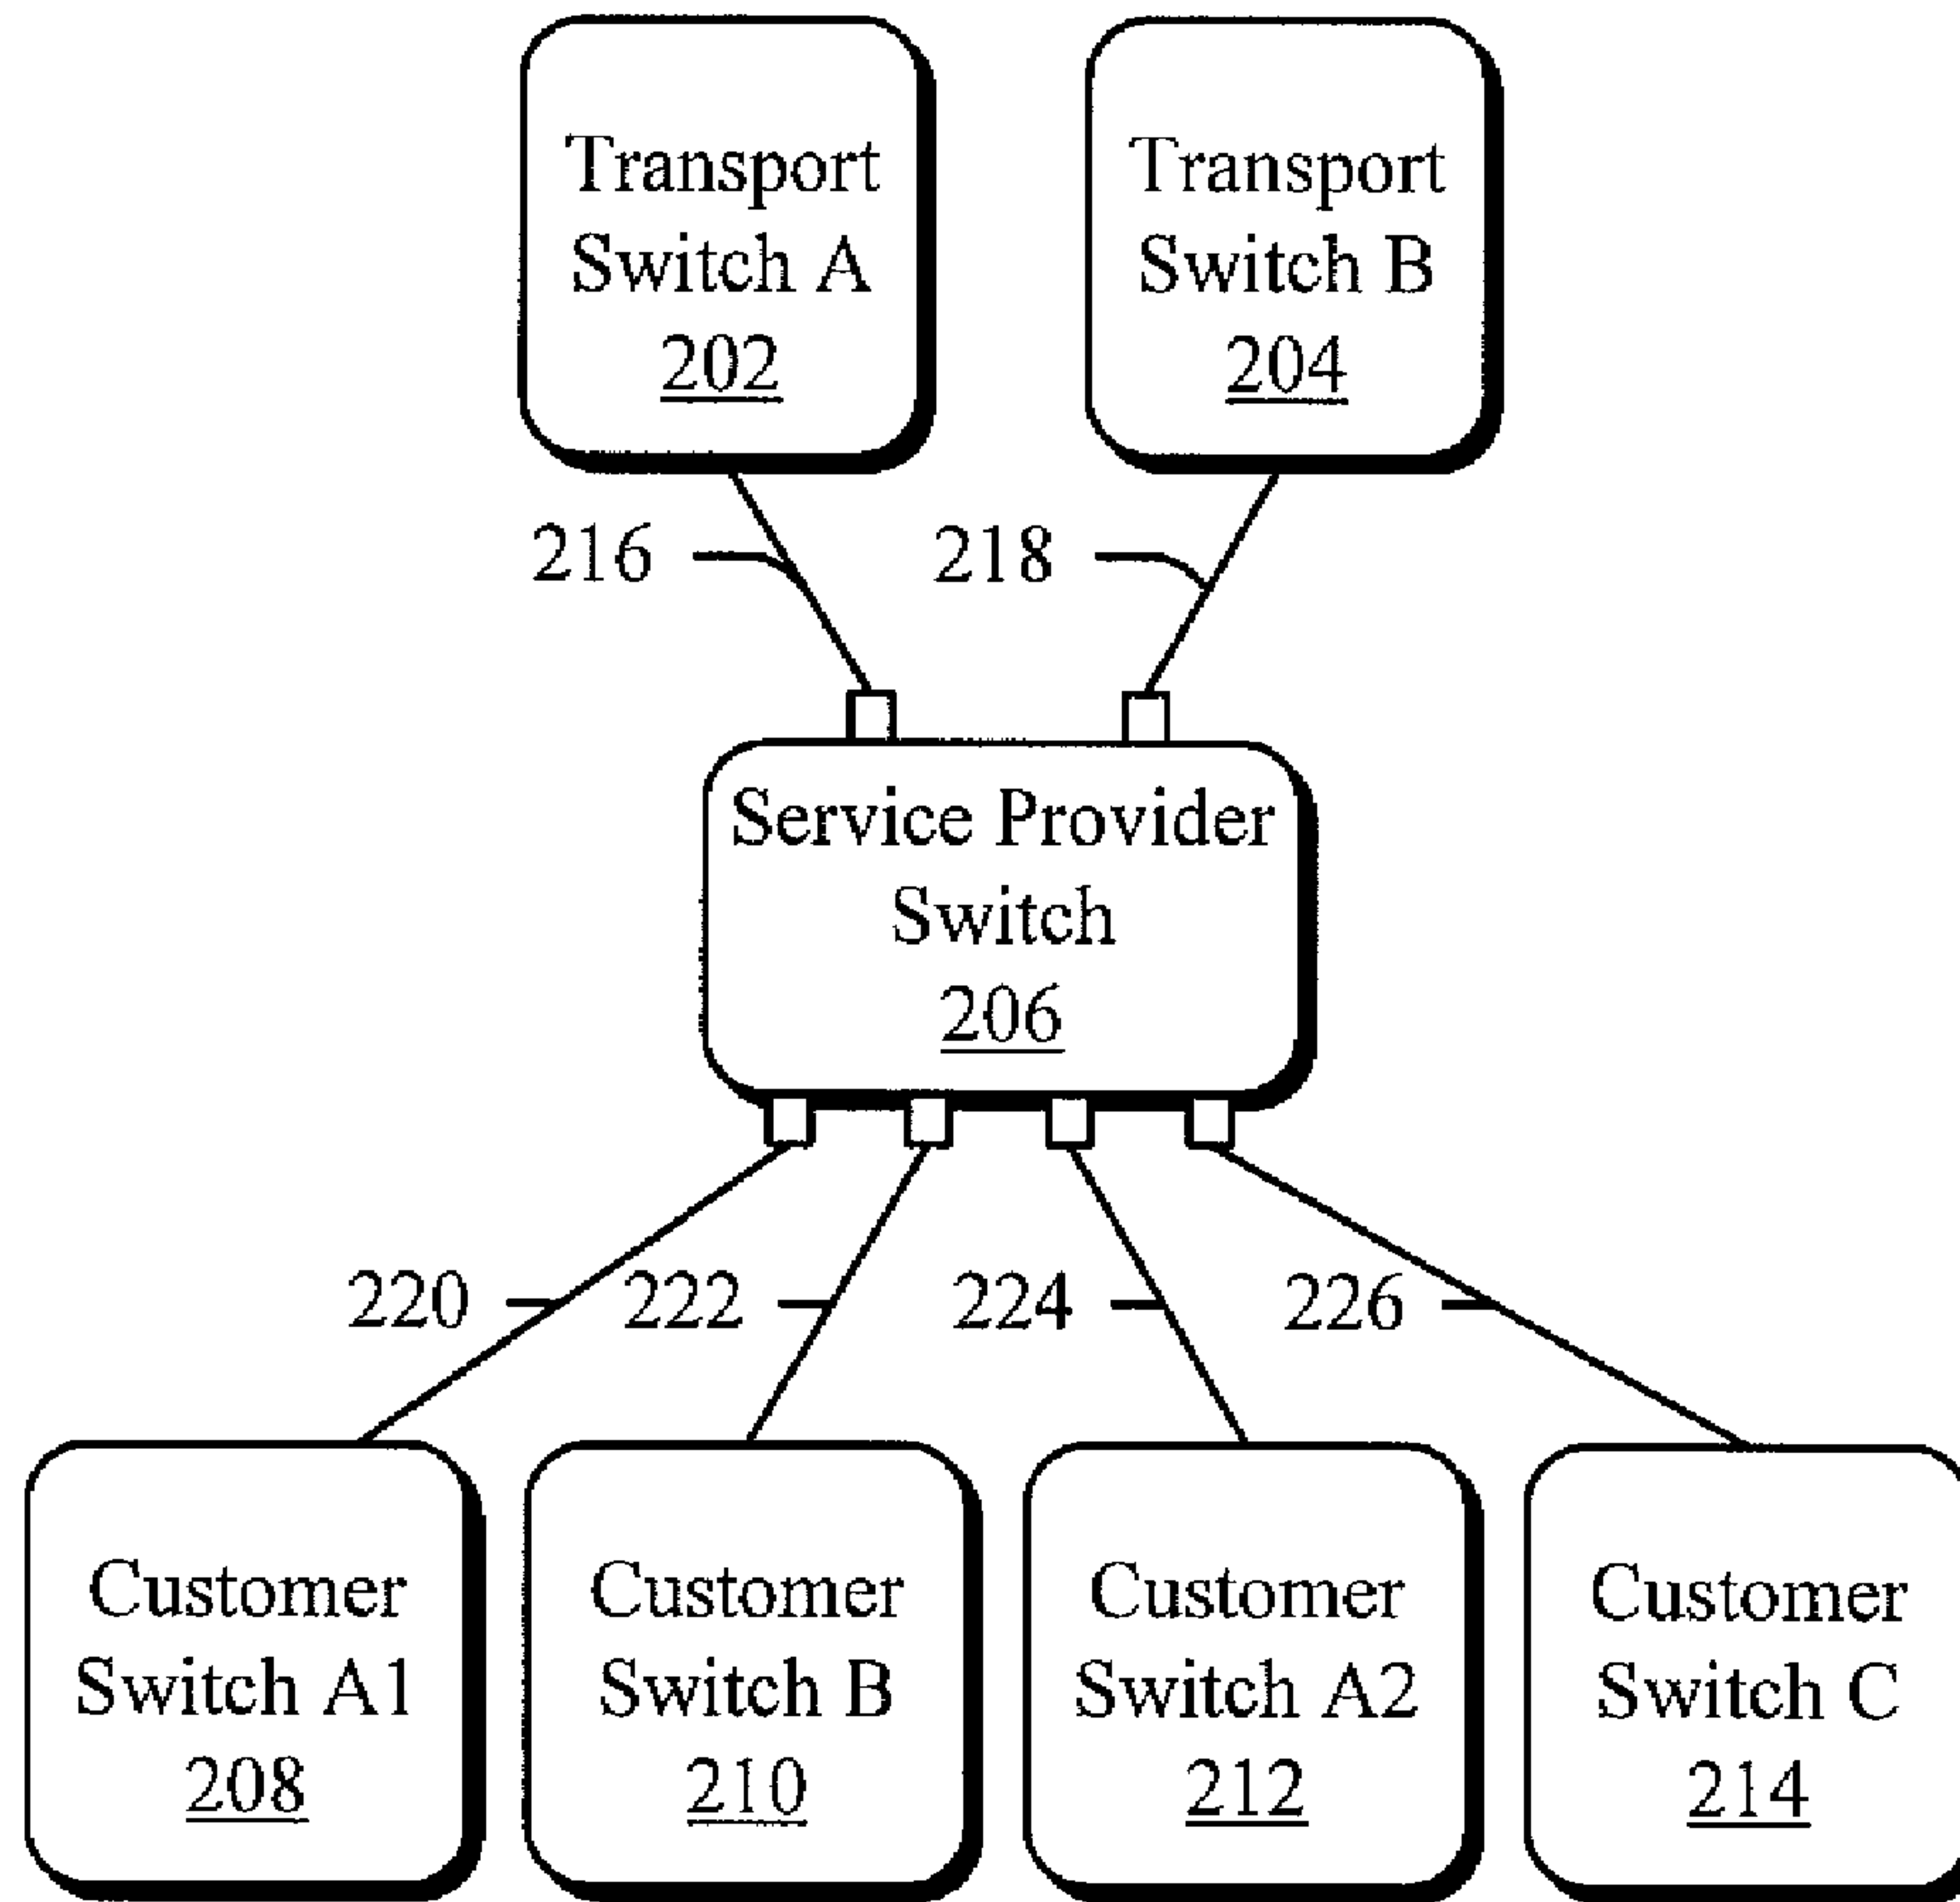 Transport
Switch A
202
Transport
Switch B
204
216
218
Service Provider
Switch
206
220
222
224
226
Customer
Switch A1
208
Customer
Switch B
210
Customer
Switch A2
212
Customer
Switch C
214